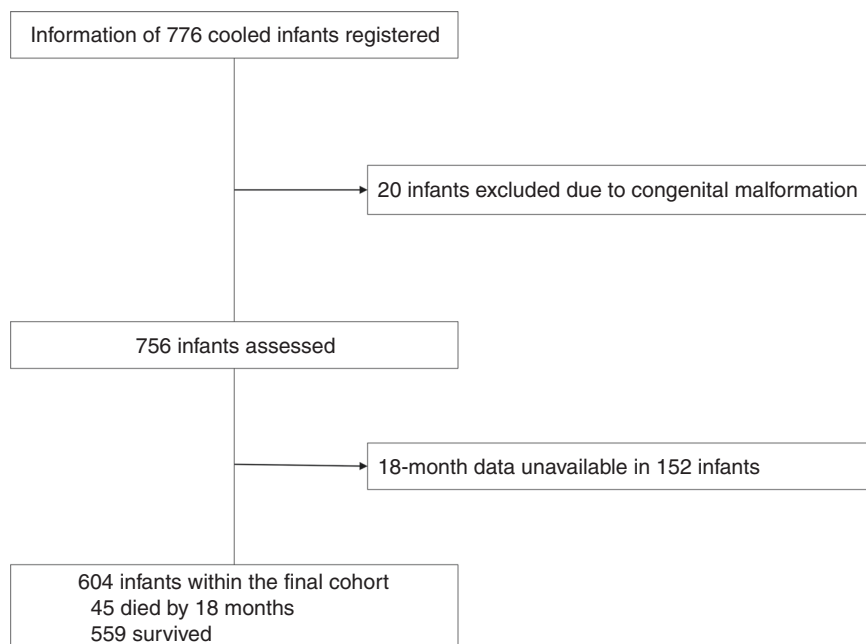 Information of 776 cooled infants registered
20 infants excluded due to congenital malformation
756 infants assessed
18-month data unavailable in 152 infants
604 infants within the final cohort
45 died by 18 months
559 survived